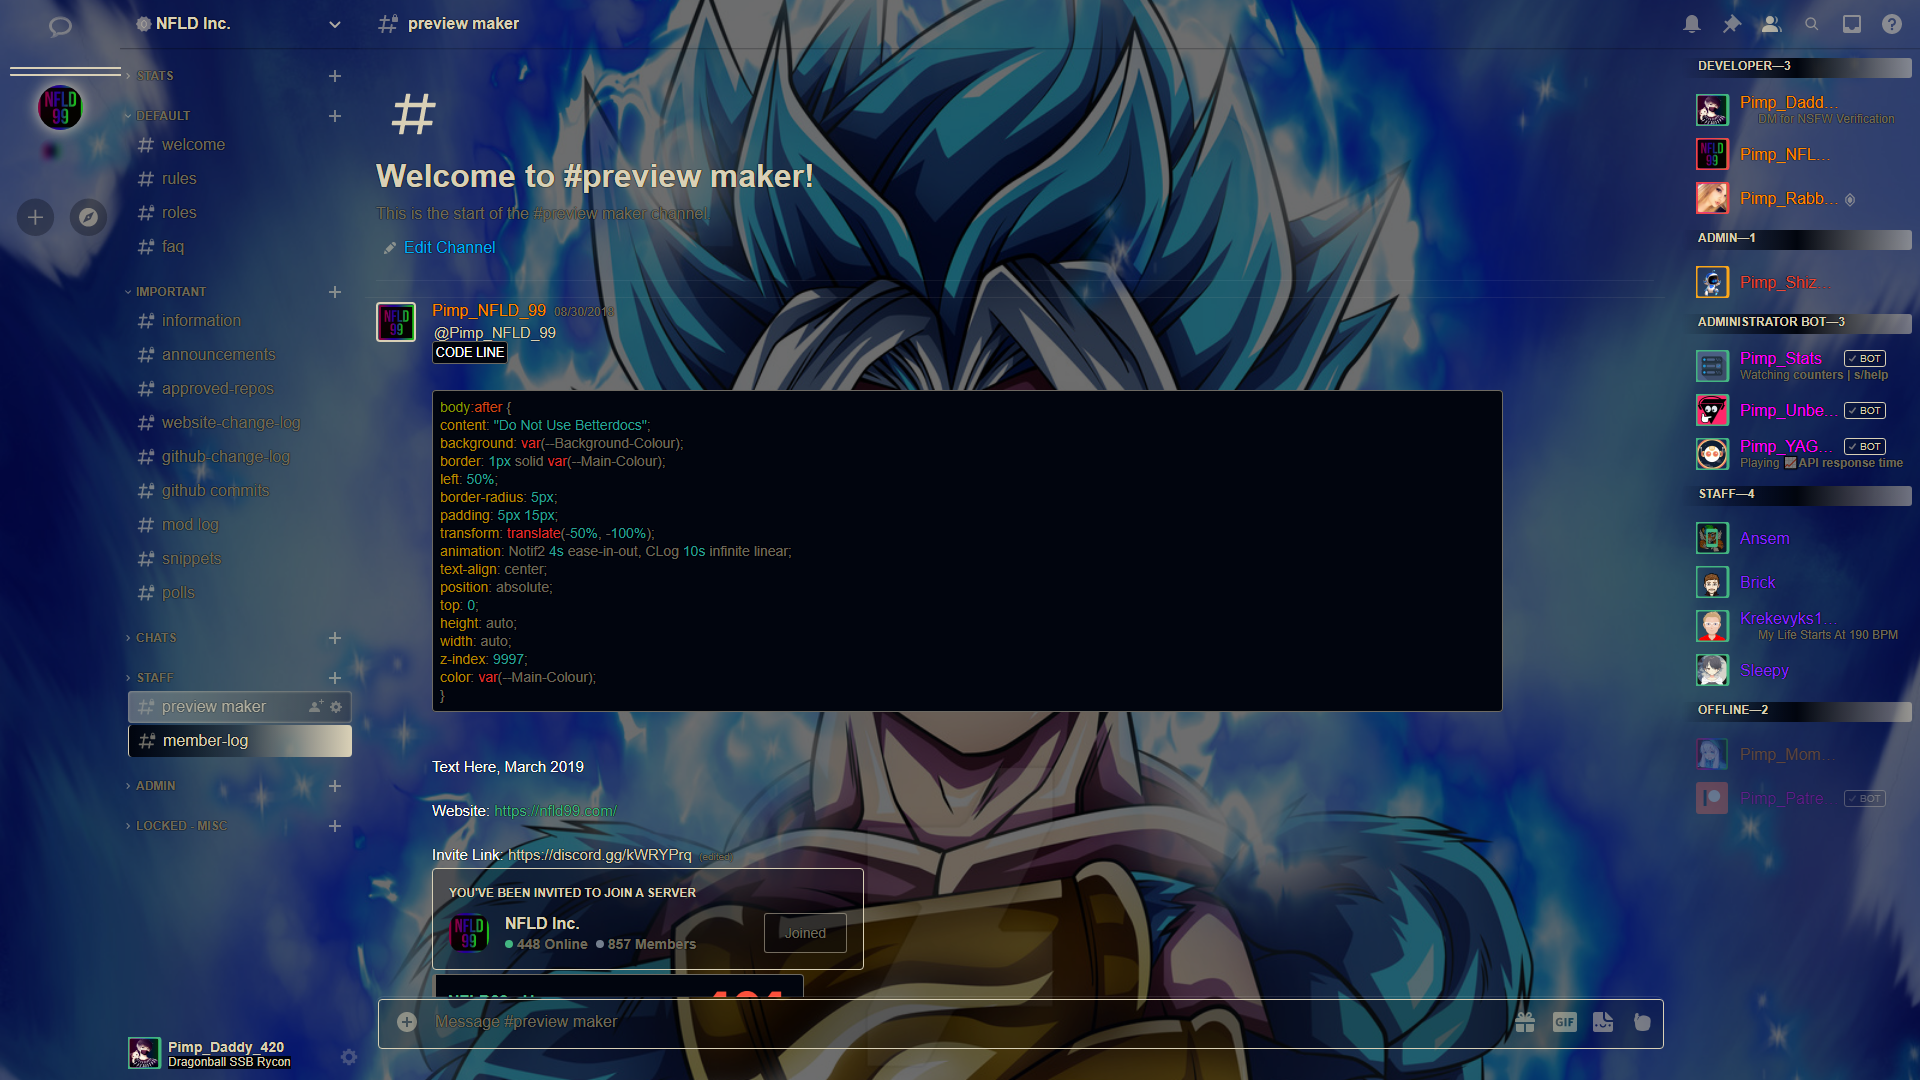 NFLD Inc.
preview maker
STATS
NFLD
99
DEFAULT
welcome
rules
roles
faq
IMPORTANT
information
announcements
approved-repos
website-change-log
github-change-log
github commits
mod log
snippets
polls
CHATS
STAFF
preview maker
member-log
ADMIN
LOCKED - MISC
Pimp_Daddy_420
Dragonball SSB Rycon
#
Welcome to #preview maker!
This is the start of the #preview maker channel.
Edit Channel
NFLD
99
Pimp_NFLD_99 08/30/2018
@Pimp_NFLD_99
CODE LINE
body:after {
content: "Do Not Use Betterdocs";
background: var(--Background-Colour);
border: 1px solid var(--Main-Colour);
left: 50%;
border-radius: 5px;
padding: 5px 15px;
transform: translate(-50%, -100%);
animation: Notif2 4s ease-in-out, CLog 10s infinite linear;
text-align: center;
position: absolute;
top: 0;
height: auto;
width: auto;
z-index: 9997;
color: var(--Main-Colour);
}
Text Here, March 2019
Website: https://nfld99.com/
Invite Link: https://discord.gg/kWRYPrq (edited)
YOU'VE BEEN INVITED TO JOIN A SERVER
NFLD
99
NFLD Inc.
448 Online 857 Members
Joined
Message #preview maker
GIF
DEVELOPER—3
Pimp_Dadd...
DM for NSFW Verification
NFLD
99
Pimp_NFL...
Pimp_Rabb...
ADMIN—1
Pimp_Shiz...
ADMINISTRATOR BOT—3
Pimp_Stats ✓ BOT
Watching counters | s/help
Pimp_Unbe... ✓ BOT
Pimp_YAG... ✓ BOT
Playing API response time
STAFF—4
Ansem
Brick
Krekevyks1...
My Life Starts At 190 BPM
Sleepy
OFFLINE—2
Pimp_Mom...
Pimp_Patre... ✓ BOT